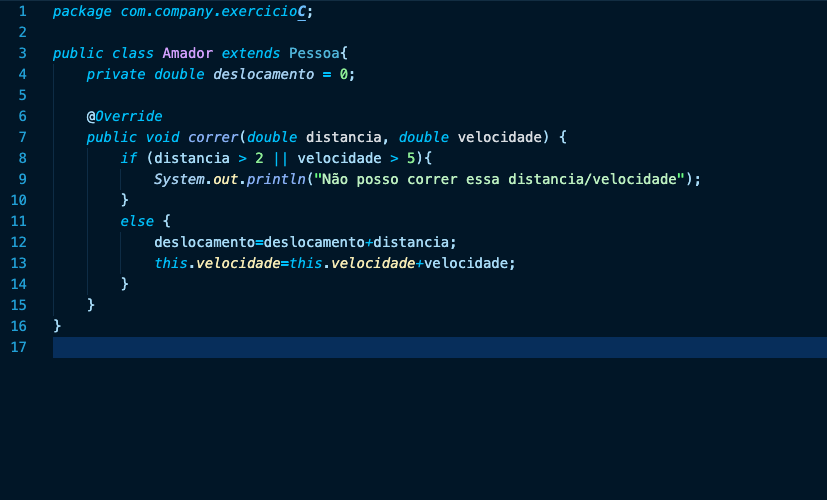 1 package com.company.exercicioC;
2
3 public class Amador extends Pessoa{
4 private double deslocamento = 0;
5
6 @Override
7 public void correr(double distancia, double velocidade) {
8 if (distancia > 2 || velocidade > 5){
9 System.out.println("Não posso correr essa distancia/velocidade");
10 }
11 else {
12 deslocamento=deslocamento+distancia;
13 this.velocidade=this.velocidade+velocidade;
14 }
15 }
16 }
17